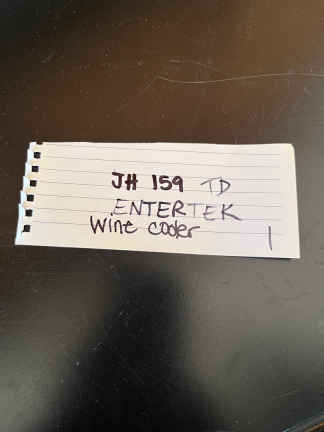 JH 159 TD
ENTERTEK
Wine cooler
1